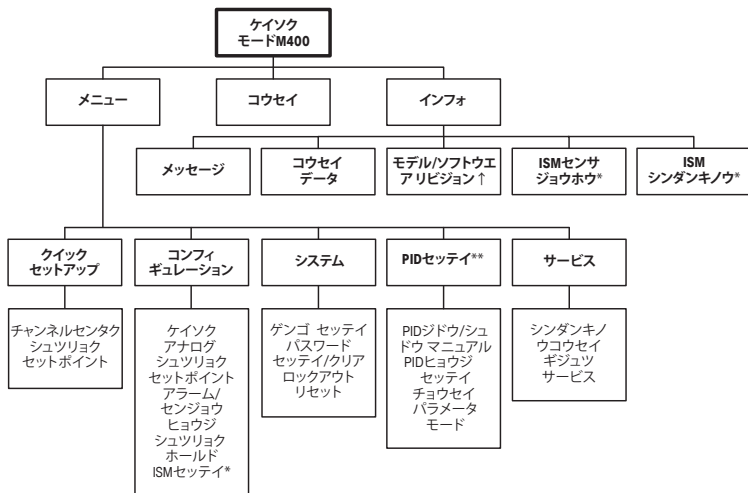 ケイソク
モードM400
メニュー
コウセイ
インフォ
メッセージ
コウセイ
データ
モデル/ソフトウエ
ア リビジョン↑
ISMセンサ
ジョウホウ*
ISM
シンダンキノウ*
クイック
セットアップ
コンフィ
ギュレーション
システム
PIDセッテイ**
サービス
チャンネルセンタク
シュツリョク
セットポイント
ケイソク
アナログ
シュツリョク
セットポイント
アラーム/
センジョウ
ヒョウジ
シュツリョク
ホールド
ISMセッテイ*
ゲンゴ セッテイ
パスワード
セッテイ/クリア
ロックアウト
リセット
PIDジドウ/シュ
ドウ マニュアル
PIDヒョウジ
セッテイ
チョウセイ
パラメータ
モード
シンダンキノ
ウコウセイ
ギジュツ
サービス